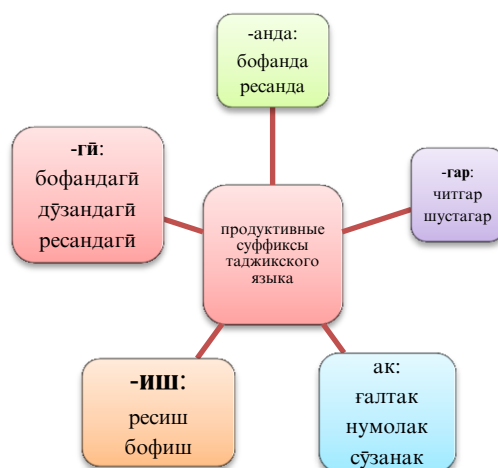 -анда:
бофанда
ресанда
-гӣ:
бофандагӣ
дӯзандагӣ
ресандагӣ
-гар:
читгар
шустагар
продуктивные
суффиксы
таджикского
языка
-иш:
ресиш
бофиш
ак:
ғалтак
нумолак
сӯзанак